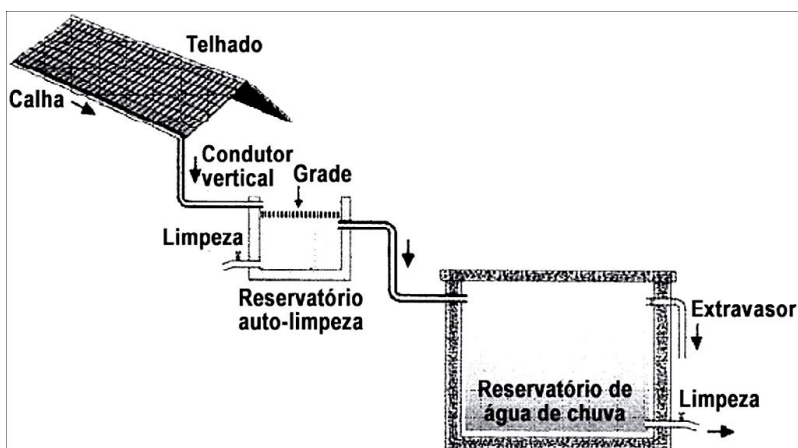 Telhado
Calha
Condutor
vertical
Grade
Limpeza
Reservatório
auto-limpeza
Extravasor
Reservatório de
água de chuva
Limpeza